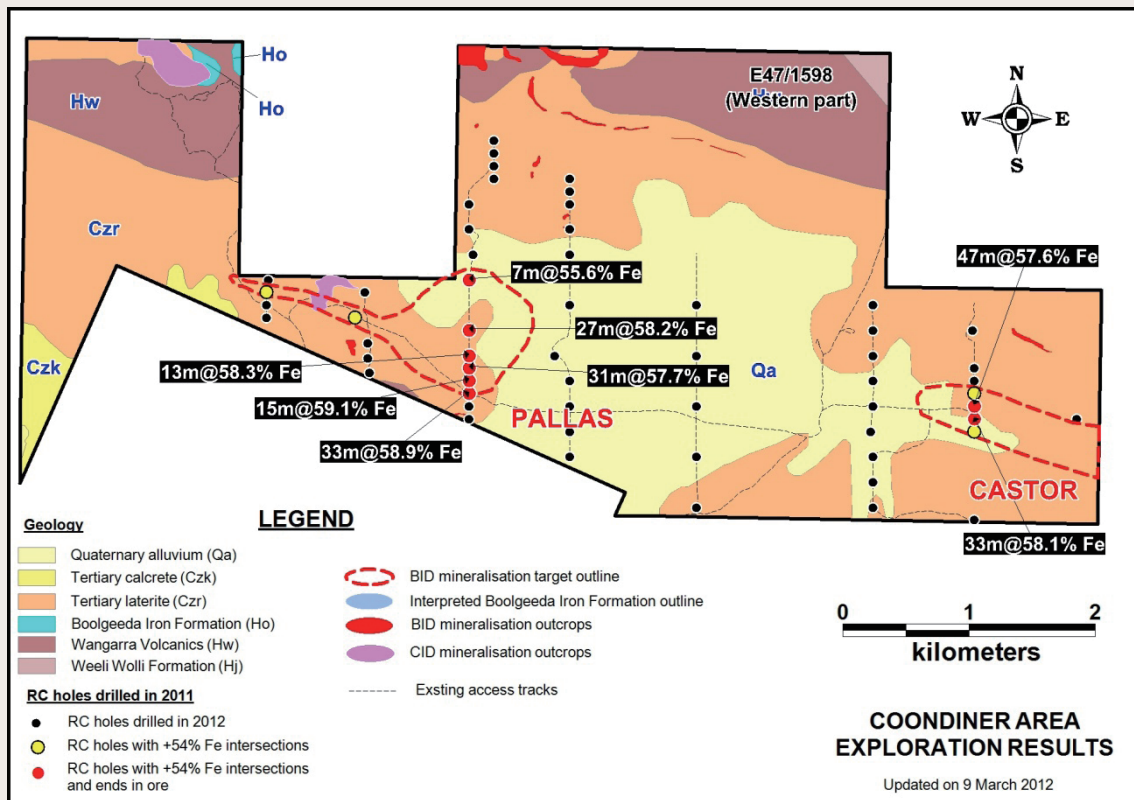 Ho
Ho
Hw
E47/1598
(Western part)
N
W
E
S
Czr
47m@57.6% Fe
7m@55.6% Fe
27m@58.2% Fe
13m@58.3% Fe
31m@57.7% Fe
Qa
Czk
15m@59.1% Fe
PALLAS
33m@58.9% Fe
CASTOR
33m@58.1% Fe
LEGEND
Geology
Quaternary alluvium (Qa)
Tertiary calcrete (Czk)
Tertiary laterite (Czr)
Boolgeeda Iron Formation (Ho)
Wangarra Volcanics (Hw)
Weeli Wolli Formation (Hj)
RC holes drilled in 2011
RC holes drilled in 2012
RC holes with +54% Fe intersections
RC holes with +54% Fe intersections
and ends in ore
BID mineralisation target outline
Interpreted Boolgeeda Iron Formation outline
BID mineralisation outcrops
CID mineralisation outcrops
Exsting access tracks
0 1 2
kilometers
COONDINER AREA
EXPLORATION RESULTS
Updated on 9 March 2012